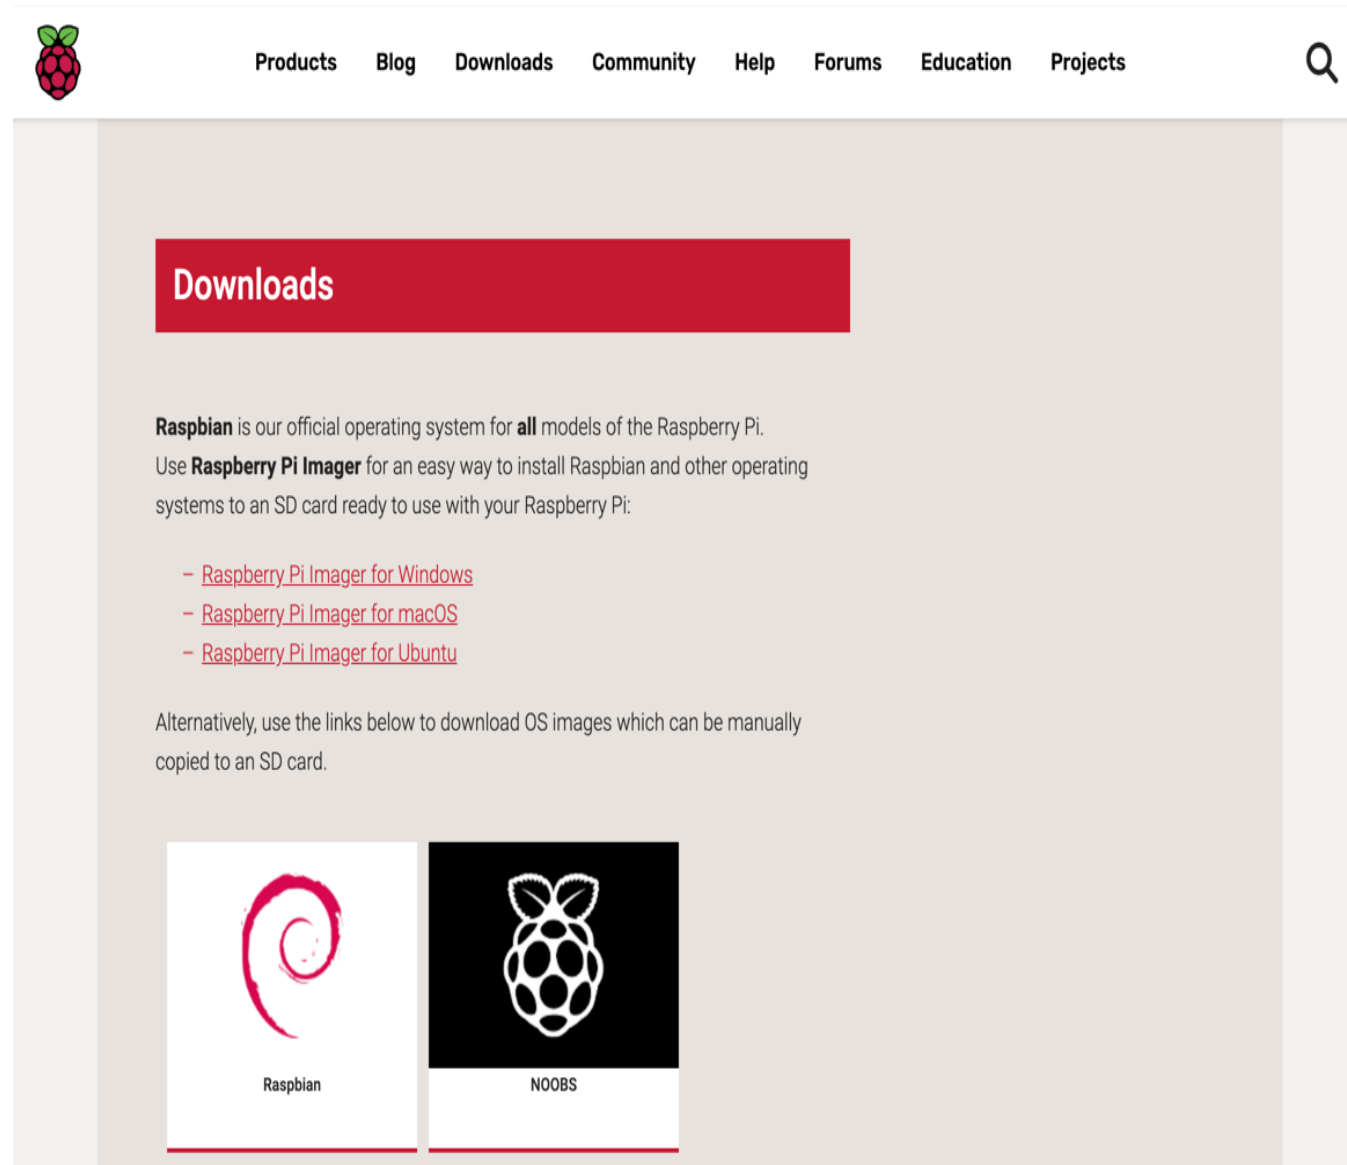 Products Blog Downloads Community Help Forums Education Projects
Downloads
Raspbian is our official operating system for all models of the Raspberry Pi.
Use Raspberry Pi Imager for an easy way to install Raspbian and other operating
systems to an SD card ready to use with your Raspberry Pi:
– Raspberry Pi Imager for Windows
– Raspberry Pi Imager for macOS
– Raspberry Pi Imager for Ubuntu
Alternatively, use the links below to download OS images which can be manually
copied to an SD card.
Raspbian NOOBS